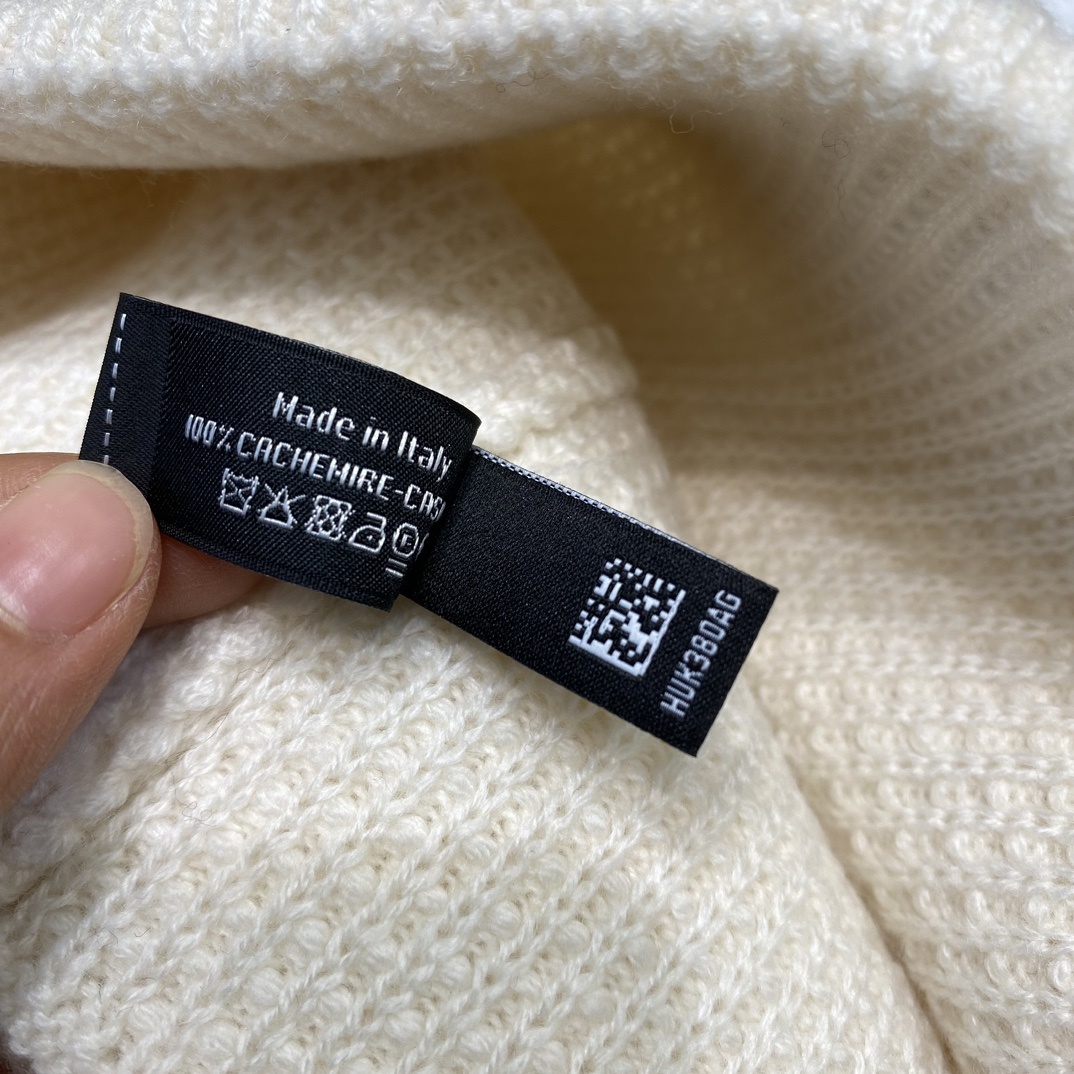 Made in Italy
100% CACHEMIRE-CAS
HUK380AG